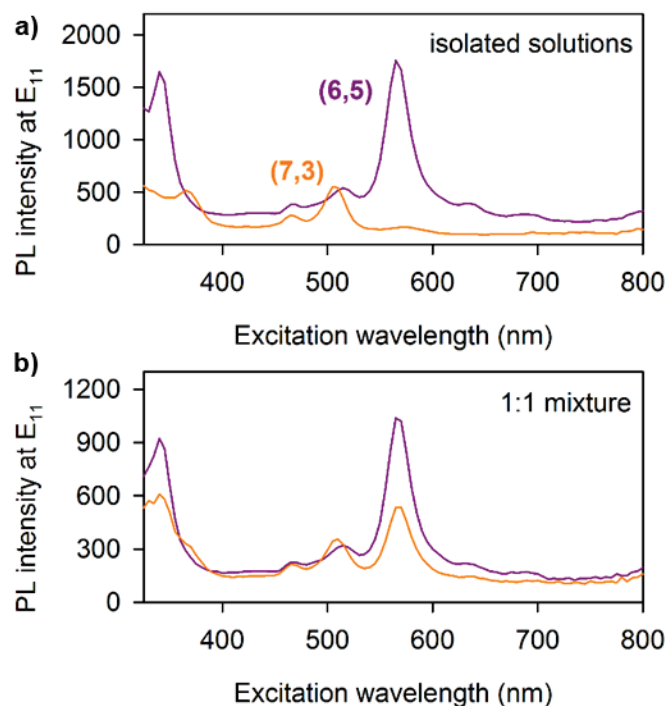 a)
2000
isolated solutions
1500
(6,5)
1000
(7,3)
500
0
400 500 600 700 800
PL intensity at E₁₁
Excitation wavelength (nm)
b)
1200
1:1 mixture
900
600
300
0
400 500 600 700 800
PL intensity at E₁₁
Excitation wavelength (nm)